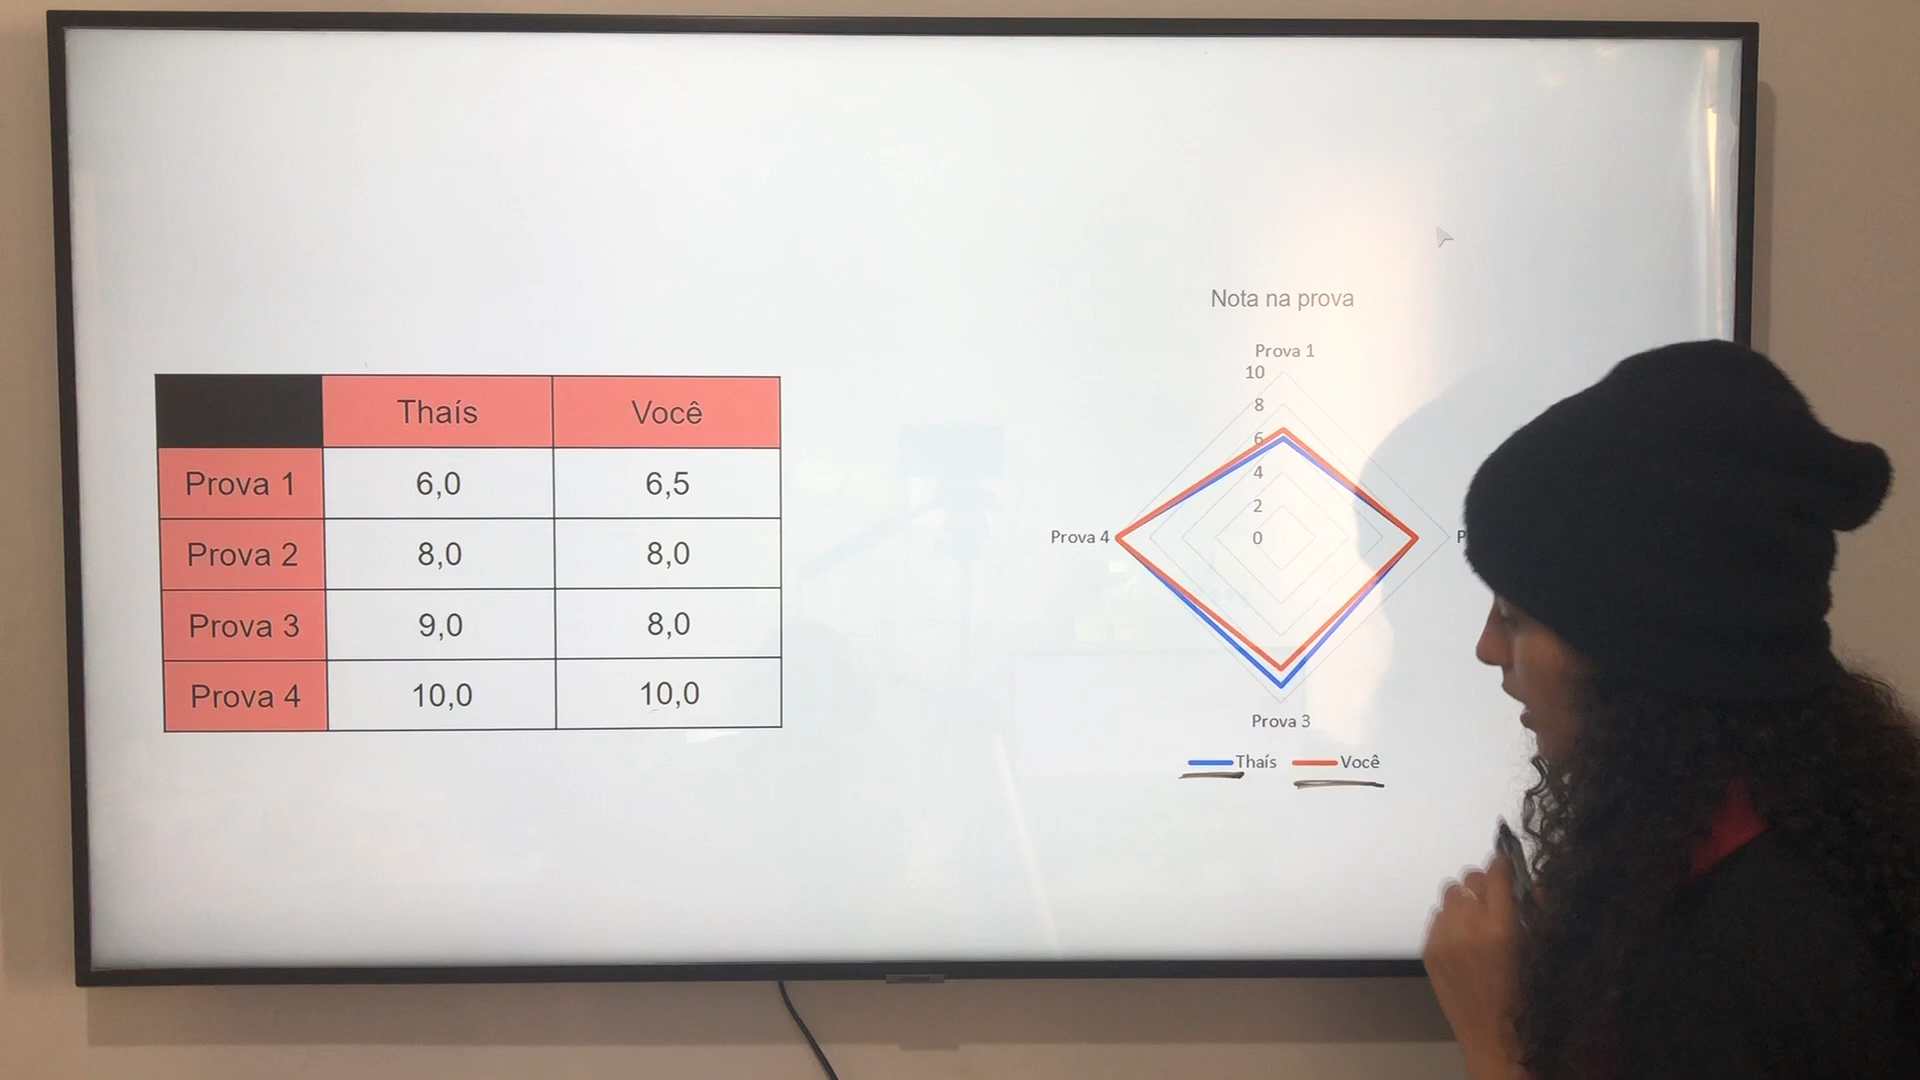 Thaís Você
Prova 1 6,0 6,5
Prova 2 8,0 8,0
Prova 3 9,0 8,0
Prova 4 10,0 10,0
Nota na prova
Prova 1
10
8
6
4
2
0
Prova 4
Prova 3
Thaís Você